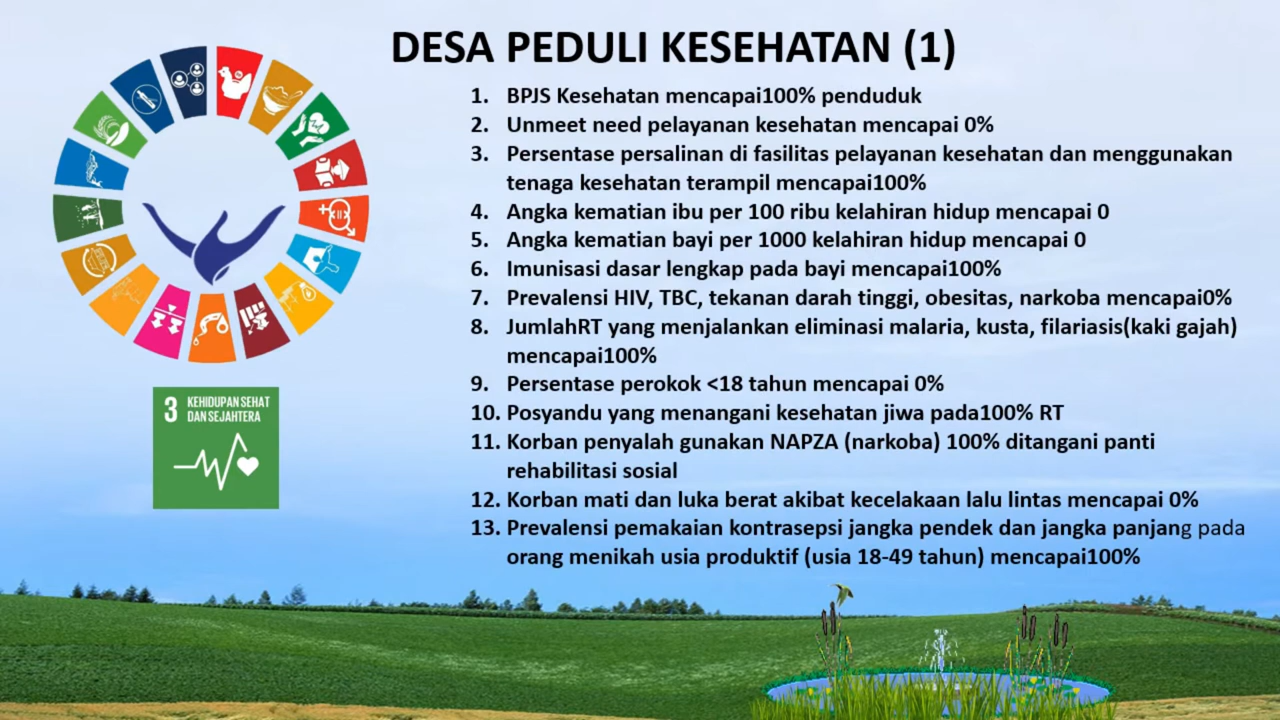 DESA PEDULI KESEHATAN (1)
1. BPJS Kesehatan mencapai100% penduduk
2. Unmeet need pelayanan kesehatan mencapai 0%
3. Persentase persalinan di fasilitas pelayanan kesehatan dan menggunakan
tenaga kesehatan terampil mencapai100%
4. Angka kematian ibu per 100 ribu kelahiran hidup mencapai 0
5. Angka kematian bayi per 1000 kelahiran hidup mencapai 0
6. Imunisasi dasar lengkap pada bayi mencapai100%
7. Prevalensi HIV, TBC, tekanan darah tinggi, obesitas, narkoba mencapai0%
8. JumlahRT yang menjalankan eliminasi malaria, kusta, filariasis(kaki gajah)
mencapai100%
9. Persentase perokok <18 tahun mencapai 0%
10. Posyandu yang menangani kesehatan jiwa pada100% RT
11. Korban penyalah gunakan NAPZA (narkoba) 100% ditangani panti
rehabilitasi sosial
12. Korban mati dan luka berat akibat kecelakaan lalu lintas mencapai 0%
13. Prevalensi pemakaian kontrasepsi jangka pendek dan jangka panjang pada
orang menikah usia produktif (usia 18-49 tahun) mencapai100%
3 KEHIDUPAN SEHAT
DAN SEJAHTERA